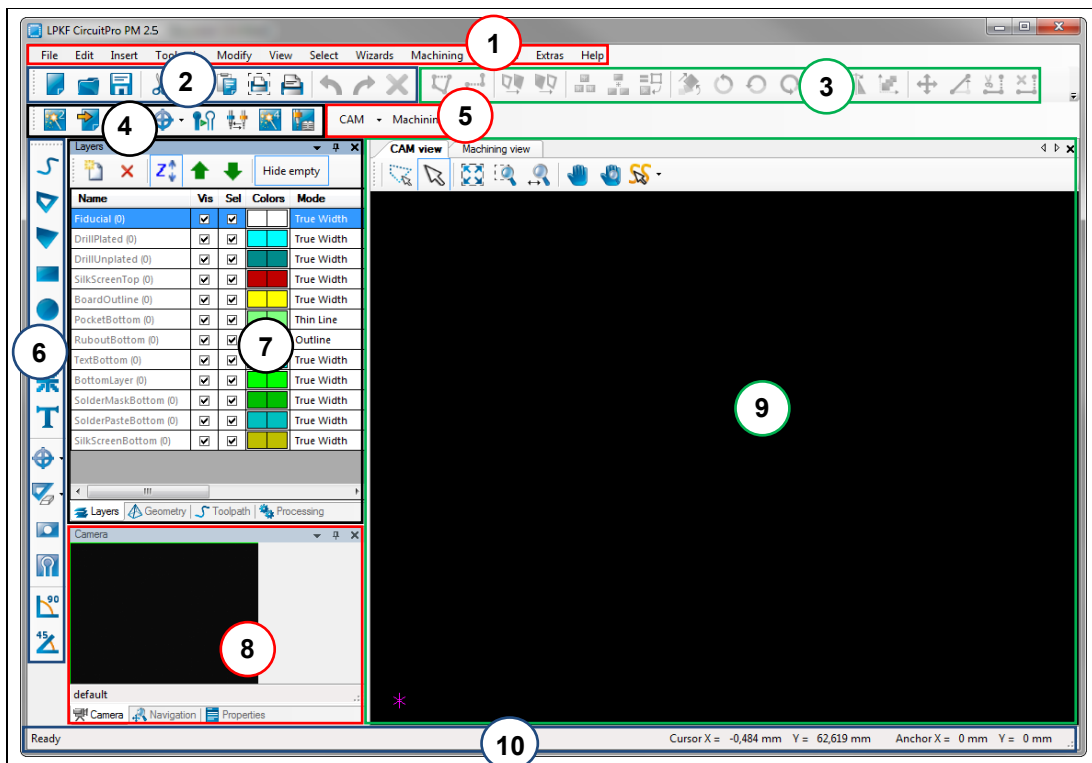 LPKF CircuitPro PM 2.5
File Edit Insert Modify View Select Wizards Machining Extras Help
1
2
3
4
5
CAM
Layers
Hide empty
Name Vis Sel Colors Mode
Fiducial (0) True Width
DrillPlated (0) True Width
DrillUnplated (0) True Width
SilkScreenTop (0) True Width
BoardOutline (0) True Width
PocketBottom (0) Thin Line
RuboutBottom (0) Outline
TextBottom (0) True Width
BottomLayer (0) True Width
SolderMaskBottom (0) True Width
SolderPasteBottom (0) True Width
SilkScreenBottom (0) True Width
6
7
T
90
45
Layers Geometry Toolpath Processing
Camera
8
default
Camera Navigation Properties
CAM view Machining view
9
Ready
10
Cursor X = -0,484 mm Y = 62,619 mm Anchor X = 0 mm Y = 0 mm